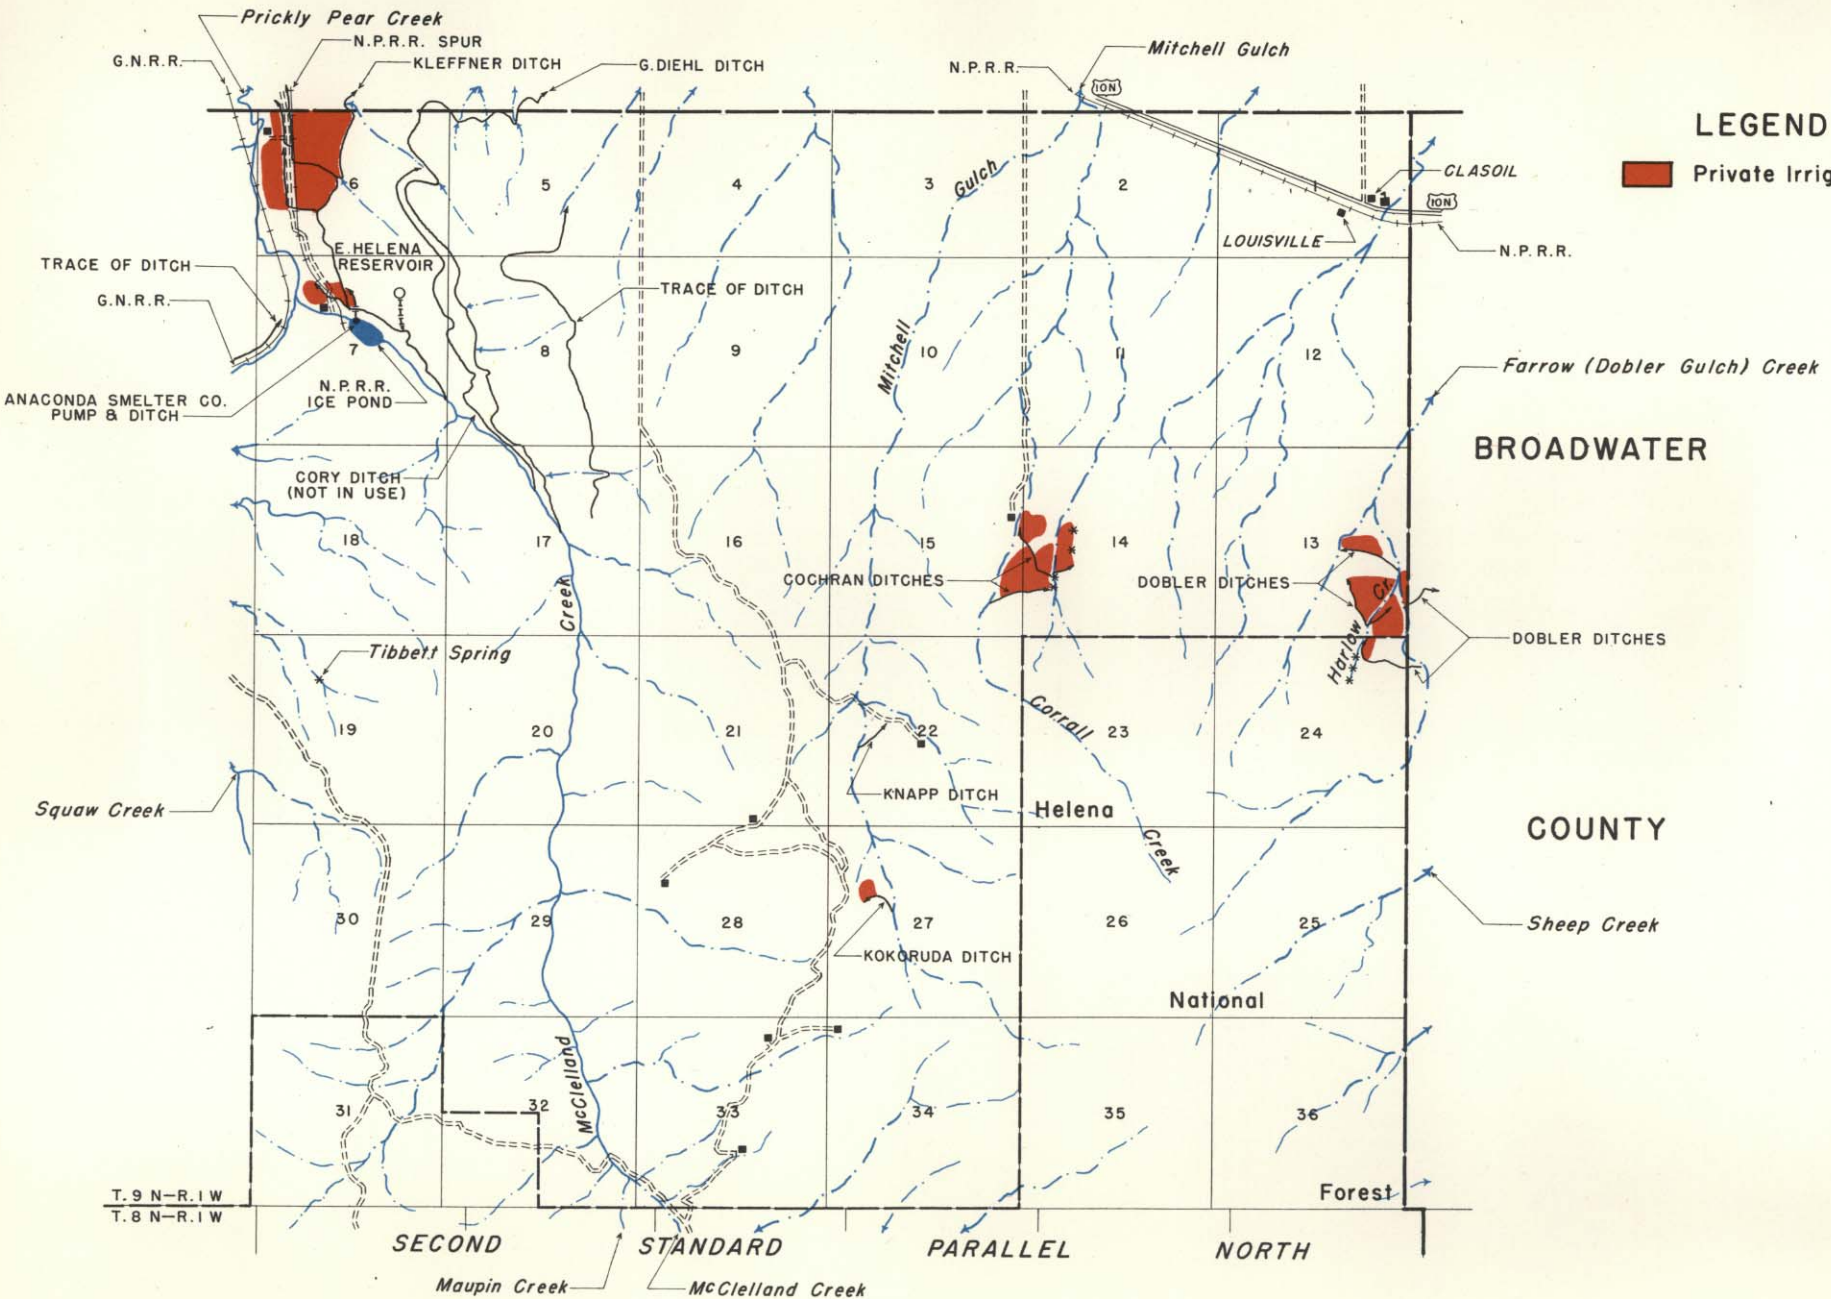 Prickly Pear Creek
N.P.R.R. SPUR
Mitchell Gulch
G.N.R.R.
KLEFFNER DITCH
G.DIEHL DITCH
N.P.R.R.
10N
LEGEND
Private Irrig
CLASOIL
10N
6
5
4
3
Gulch
2
1
LOUISVILLE
N.P.R.R.
E.HELENA
RESERVOIR
TRACE OF DITCH
G.N.R.R.
TRACE OF DITCH
7
8
9
Mitchell
10
11
12
Farrow (Dobler Gulch) Creek
ANACONDA SMELTER CO.
PUMP & DITCH
N.P.R.R.
ICE POND
BROADWATER
CORY DITCH
(NOT IN USE)
18
17
16
15
14
13
COCHRAN DITCHES
DOBLER DITCHES
Creek
Harlow
Cr.
DOBLER DITCHES
Tibbett Spring
19
20
21
22
Corrall
23
24
Squaw Creek
KNAPP DITCH
Helena
Creek
COUNTY
30
29
28
27
26
25
Sheep Creek
KOKORUDA DITCH
National
McClelland
31
32
33
34
35
36
T.9 N-R.1 W
Forest
T.8 N-R.1 W
SECOND STANDARD PARALLEL NORTH
Maupin Creek
McClelland Creek